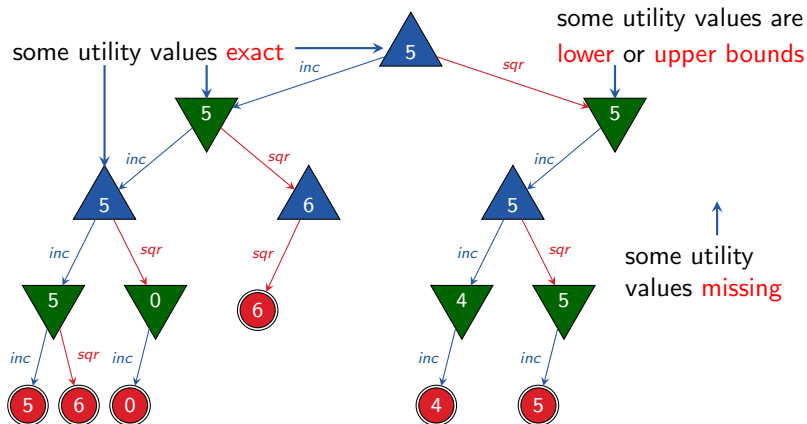 some utility values are
some utility values exact
lower or upper bounds
5
inc
sqr
5
5
inc
sqr
inc
5
6
5
inc
sqr
sqr
inc
sqr
some utility
values missing
5
0
6
4
5
inc
sqr
inc
inc
inc
5
6
0
4
5